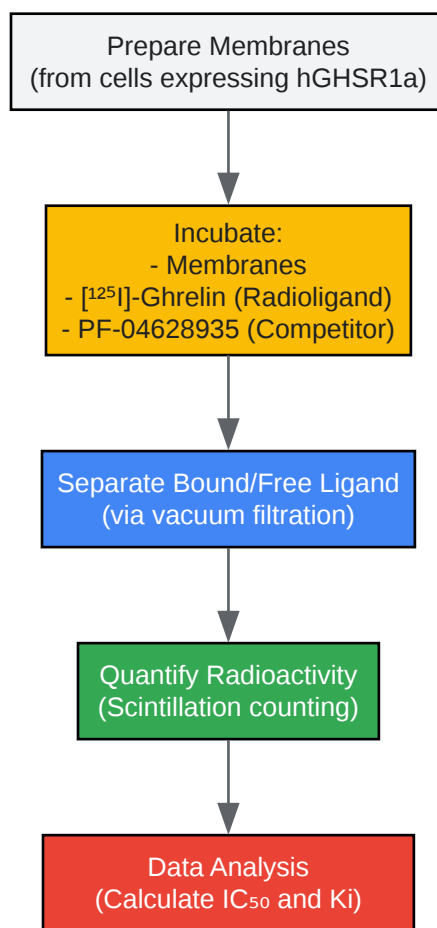 Prepare Membranes
(from cells expressing hGHSR1a)
Incubate:
- Membranes
- [¹²⁵I]-Ghrelin (Radioligand)
- PF-04628935 (Competitor)
Separate Bound/Free Ligand
(via vacuum filtration)
Quantify Radioactivity
(Scintillation counting)
Data Analysis
(Calculate IC₅₀ and Ki)